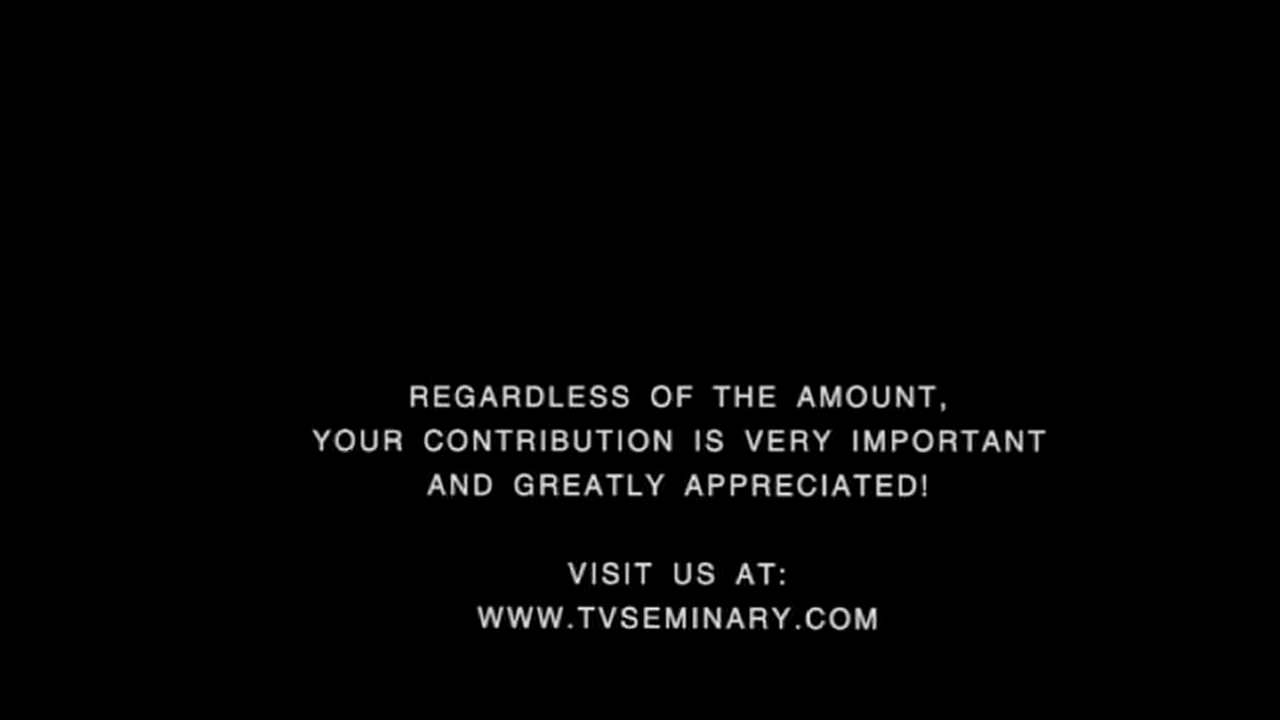 REGARDLESS OF THE AMOUNT,
YOUR CONTRIBUTION IS VERY IMPORTANT
AND GREATLY APPRECIATED!
VISIT US AT:
WWW.TVSEMINARY.COM